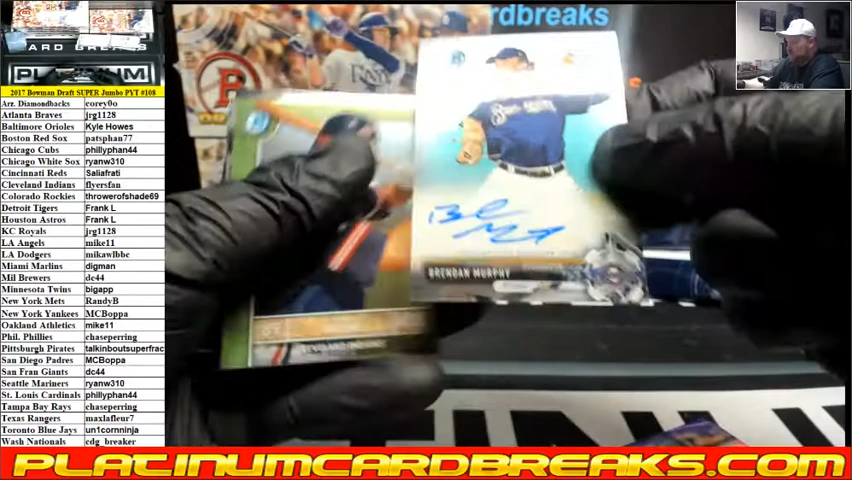 rdbreaks
CARD BREAKS
PLATINUM
2017 Bowman Draft SUPER Jumbo PYT #108
Arz. Diamondbacks corey0o
Atlanta Braves jrg1128
Baltimore Orioles Kyle Howes
Boston Red Sox patsphan77
Chicago Cubs phillyphan44
Chicago White Sox ryanw310
Cincinnati Reds Saliafrati
Cleveland Indians flyersfan
Colorado Rockies throwerofshade69
Detroit Tigers Frank L
Houston Astros Frank L
KC Royals jrg1128
LA Angels mike11
LA Dodgers mikawlbbc
Miami Marlins digman
Mil Brewers dc44
Minnesota Twins bigapp
New York Mets RandyB
New York Yankees MCBoppa
Oakland Athletics mike11
Phil. Phillies chaseperring
Pittsburgh Pirates talkinboutsuperfrac
San Diego Padres MCBoppa
San Fran Giants dc44
Seattle Mariners ryanw310
St. Louis Cardinals phillyphan44
Tampa Bay Rays chaseperring
Texas Rangers maxlafleur7
Toronto Blue Jays un1cornninja
Wash Nationals cdg_breaker
BRENDAN MURPHY
CLEVELAND INDIANS
PLATINUMCARDBREAKS.COM